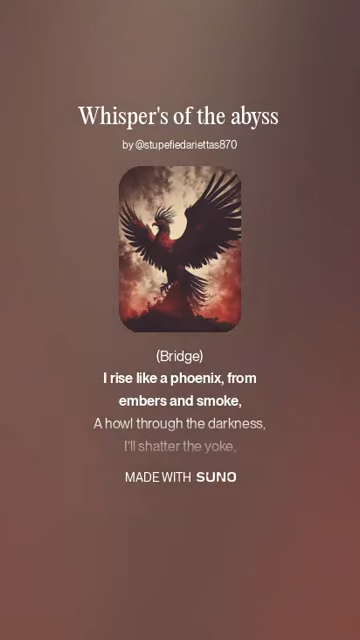 Whisper's of the abyss
by @stupefiedariettas870
(Bridge)
I rise like a phoenix, from
embers and smoke,
A howl through the darkness,
I'll shatter the yoke,
MADE WITH SUNO